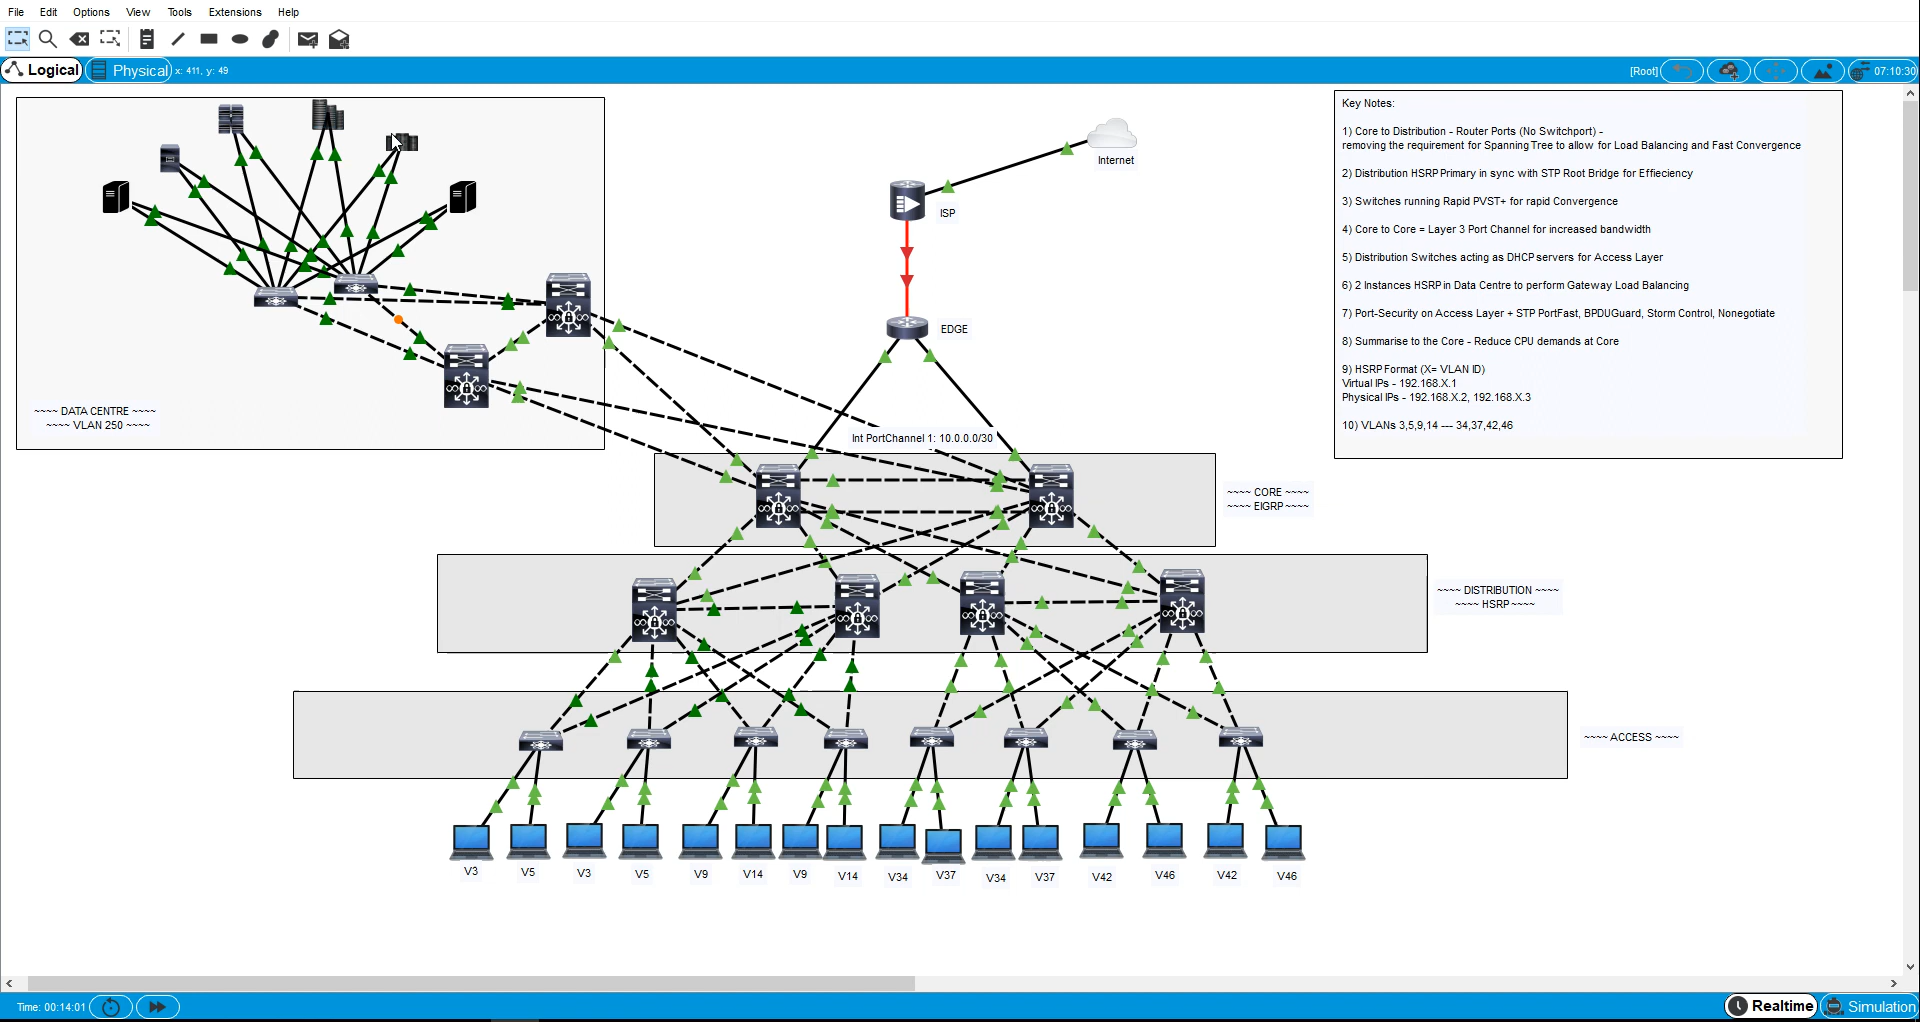 File Edit Options View Tools Extensions Help
Logical Physical x: 411, y: 49 [Root] 07:10:30
Key Notes:
1) Core to Distribution - Router Ports (No Switchport) -
removing the requirement for Spanning Tree to allow for Load Balancing and Fast Convergence
2) Distribution HSRP Primary in sync with STP Root Bridge for Effieciency
3) Switches running Rapid PVST+ for rapid Convergence
4) Core to Core = Layer 3 Port Channel for increased bandwidth
5) Distribution Switches acting as DHCP servers for Access Layer
6) 2 Instances HSRP in Data Centre to perform Gateway Load Balancing
7) Port-Security on Access Layer + STP PortFast, BPDUGuard, Storm Control, Nonegotiate
8) Summarise to the Core - Reduce CPU demands at Core
9) HSRP Format (X= VLAN ID)
Virtual IPs - 192.168.X.1
Physical IPs - 192.168.X.2, 192.168.X.3
10) VLANs 3,5,9,14 --- 34,37,42,46
Internet
ISP
EDGE
~~~~ DATA CENTRE ~~~~
~~~~ VLAN 250 ~~~~
Int PortChannel 1: 10.0.0.0/30
~~~~ CORE ~~~~
~~~~ EIGRP ~~~~
~~~~ DISTRIBUTION ~~~~
~~~~ HSRP ~~~~
~~~~ ACCESS ~~~~
V3 V5 V3 V5 V9 V14 V9 V14 V34 V37 V34 V37 V42 V46 V42 V46
Time: 00:14:01 Realtime Simulation